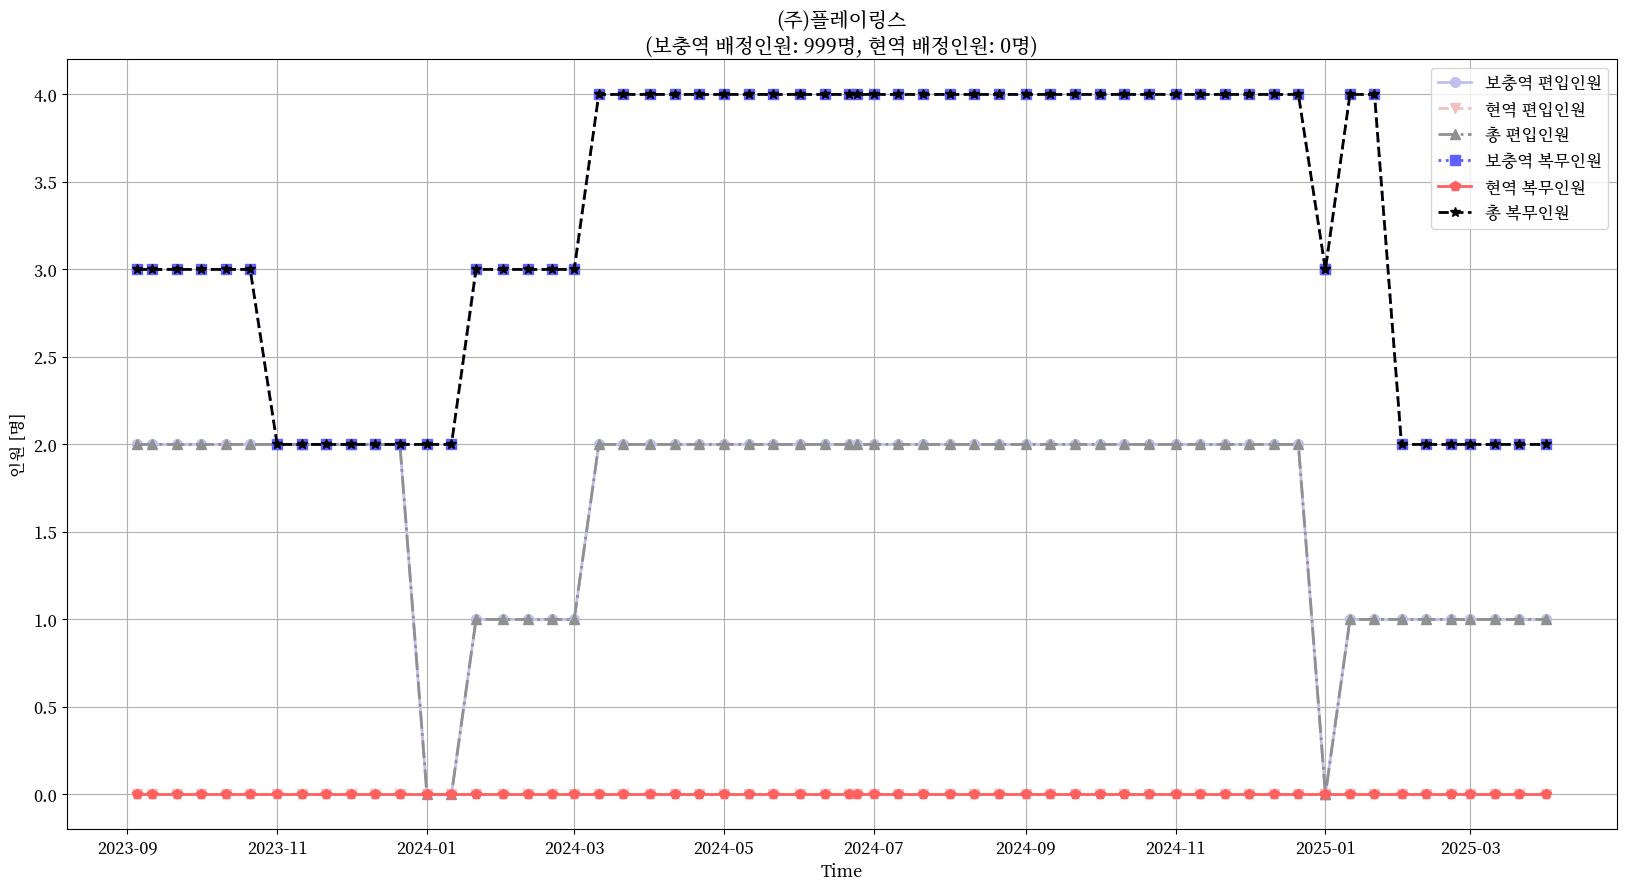 (주)플레이링스
(보충역 배정인원: 999명, 현역 배정인원: 0명)
보충역 편입인원
현역 편입인원
총 편입인원
보충역 복무인원
현역 복무인원
총 복무인원
인원 [명]
4.0
3.5
3.0
2.5
2.0
1.5
1.0
0.5
0.0
2023-09 2023-11 2024-01 2024-03 2024-05 2024-07 2024-09 2024-11 2025-01 2025-03
Time